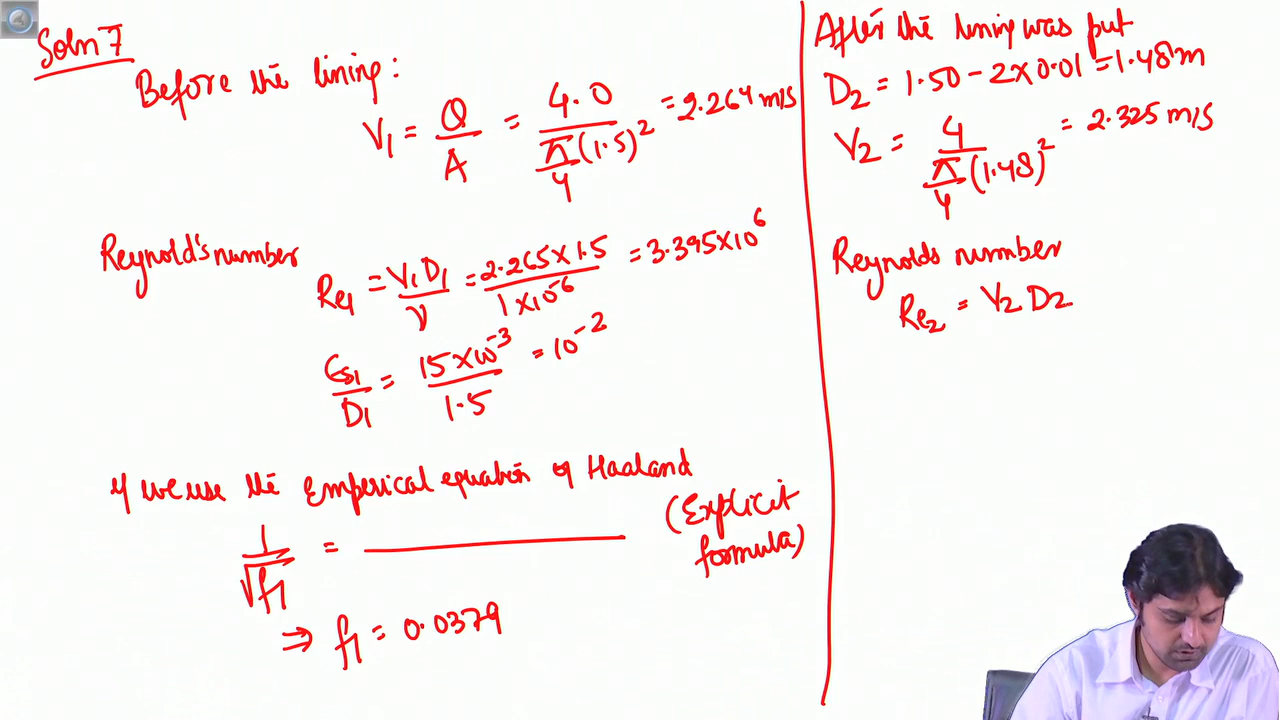 Soln 7
Before the lining:
V₁ = Q/A = 4.0/(π/4 (1.5)²) = 2.264 m/s
Reynold's number
Re₁ = V₁D₁/ν = 2.265×1.5/1×10⁻⁶ = 3.395×10⁶
εs₁/D₁ = 15×10⁻³/1.5 = 10⁻²
If we use the Emperical equation of Haaland
1/√f₁ = ———— (Explicit formula)
⇒ f₁ = 0.0379
After the lining was put
D₂ = 1.50 - 2×0.01 = 1.48m
V₂ = 4/(π/4 (1.48)²) = 2.325 m/s
Reynolds number
Re₂ = V₂ D₂